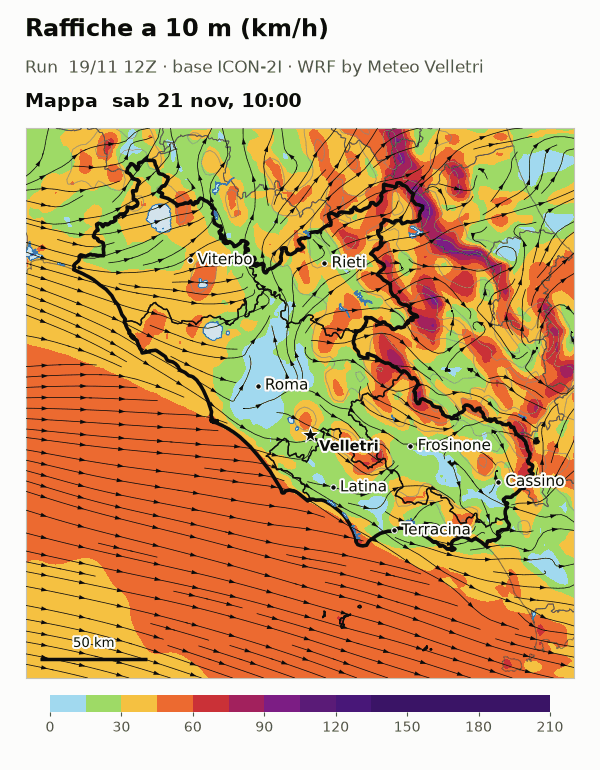 Raffiche a 10 m (km/h)
Run 19/11 12Z · base ICON-2I · WRF by Meteo Velletri
Mappa sab 21 nov, 10:00
Viterbo
Rieti
Roma
Velletri
Frosinone
Cassino
Latina
Terracina
50 km
0 30 60 90 120 150 180 210